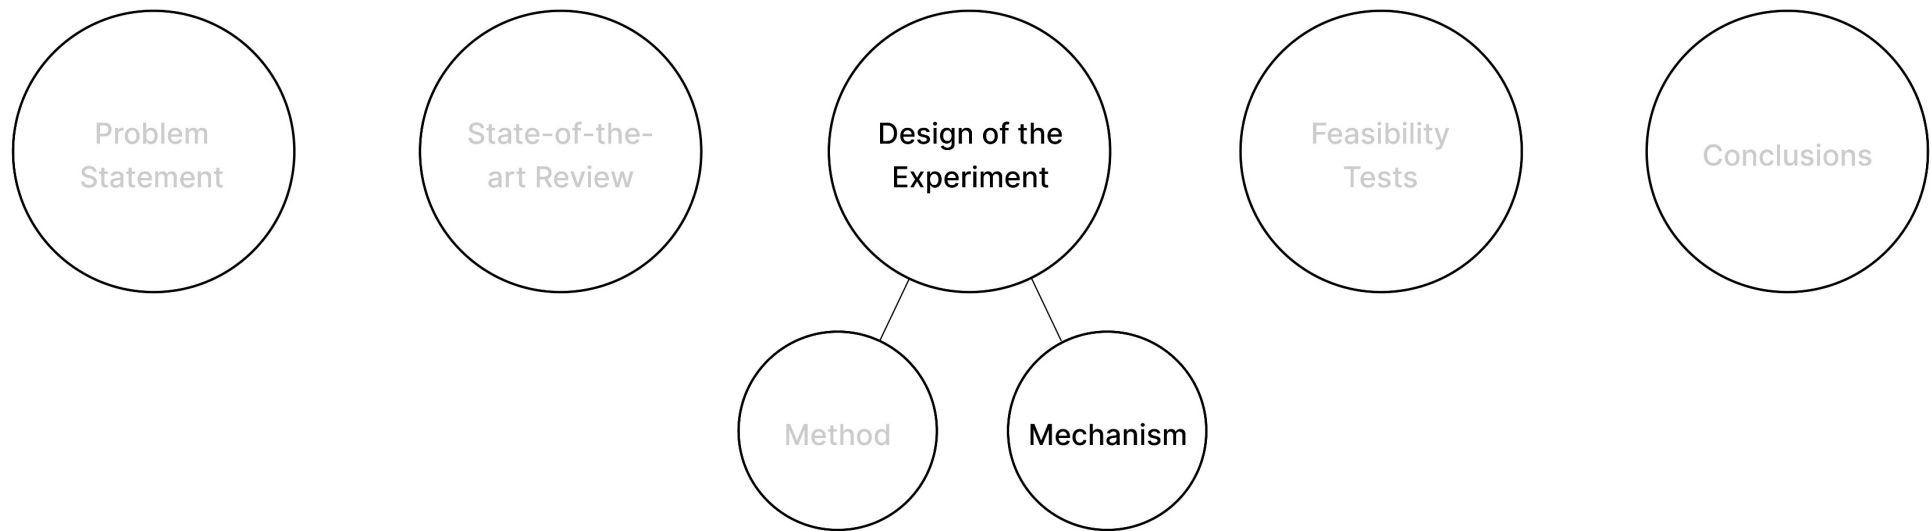 Problem
Statement
State-of-the-
art Review
Design of the
Experiment
Feasibility
Tests
Conclusions
Method
Mechanism